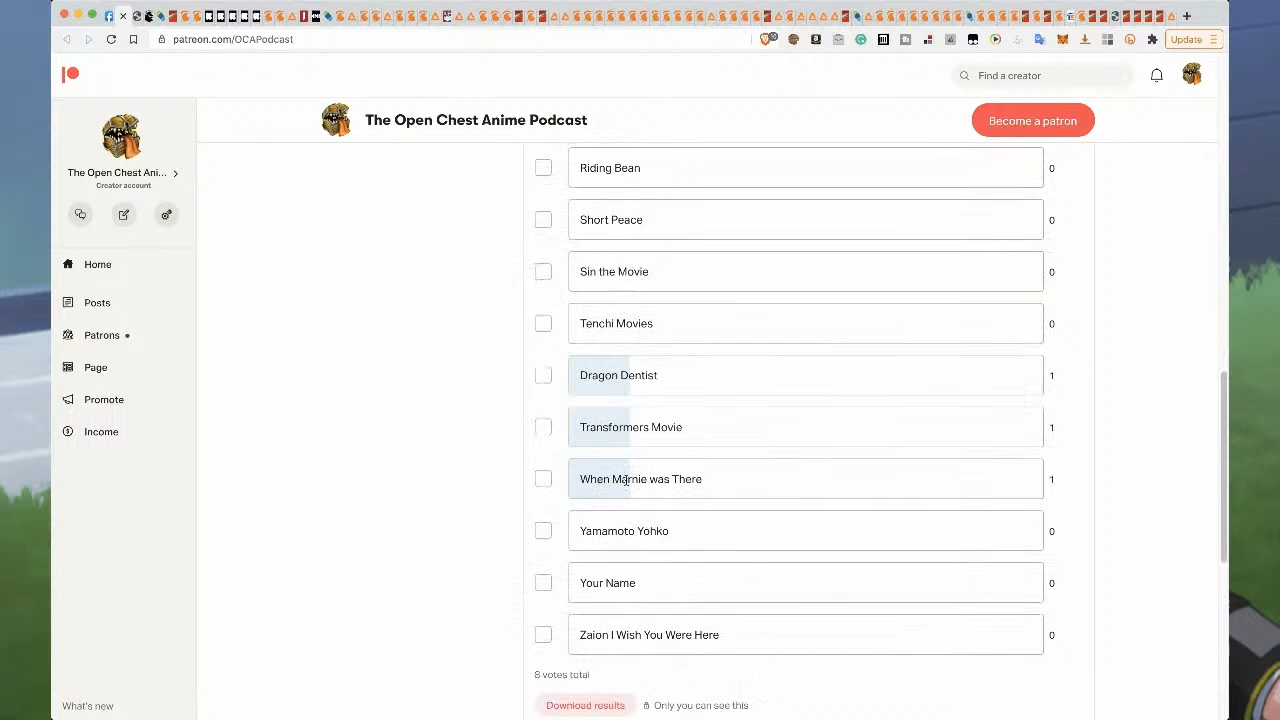 patreon.com/OCAPodcast
Update
Find a creator
The Open Chest Anime Podcast
Become a patron
The Open Chest Ani...
Creator account
Home
Posts
Patrons
Page
Promote
Income
What's new
Riding Bean 0
Short Peace 0
Sin the Movie 0
Tenchi Movies 0
Dragon Dentist 1
Transformers Movie 1
When Marnie was There 1
Yamamoto Yohko 0
Your Name 0
Zaion I Wish You Were Here 0
8 votes total
Download results
Only you can see this